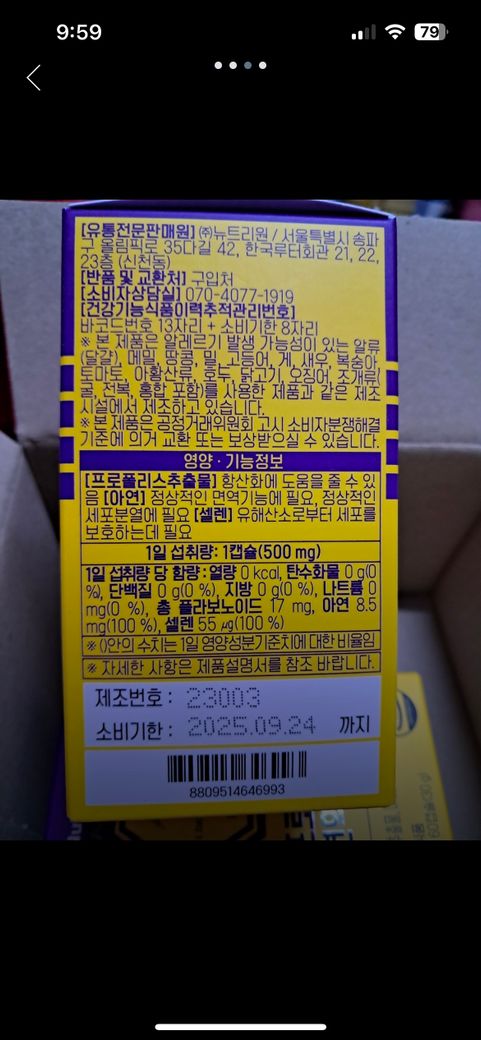 9:59
79
[유통전문판매원] ㈜뉴트리원 / 서울특별시 송파
구 올림픽로 35다길 42, 한국루터회관 21, 22,
23층 (신천동)
[반품 및 교환처] 구입처
[소비자상담실] 070-4077-1919
[건강기능식품이력추적관리번호]
바코드번호 13자리 + 소비기한 8자리
※ 본 제품은 알레르기 발생 가능성이 있는 알류
(달걀), 메밀, 땅콩, 밀, 고등어, 게, 새우, 복숭아,
토마토, 아황산류, 호두, 닭고기, 오징어, 조개류(
굴, 전복, 홍합 포함)를 사용한 제품과 같은 제조
시설에서 제조하고 있습니다.
※ 본 제품은 공정거래위원회 고시 소비자분쟁해결
기준에 의거 교환 또는 보상받으실 수 있습니다.
영양 · 기능정보
[프로폴리스추출물] 항산화에 도움을 줄 수 있
음 [아연] 정상적인 면역기능에 필요, 정상적인
세포분열에 필요 [셀렌] 유해산소로부터 세포를
보호하는데 필요
1일 섭취량: 1캡슐(500 mg)
1일 섭취량 당 함량 : 열량 0 kcal, 탄수화물 0 g(0
%), 단백질 0 g(0 %), 지방 0 g(0 %), 나트륨 0
mg(0 %), 총 플라보노이드 17 mg, 아연 8.5
mg(100 %), 셀렌 55 ㎍(100 %)
※ ()안의 수치는 1일 영양성분기준치에 대한 비율임
※ 자세한 사항은 제품설명서를 참조 바랍니다.
제조번호 : 23003
소비기한 : 2025.09.24 까지
8809514646993
60캡슐(30 g)